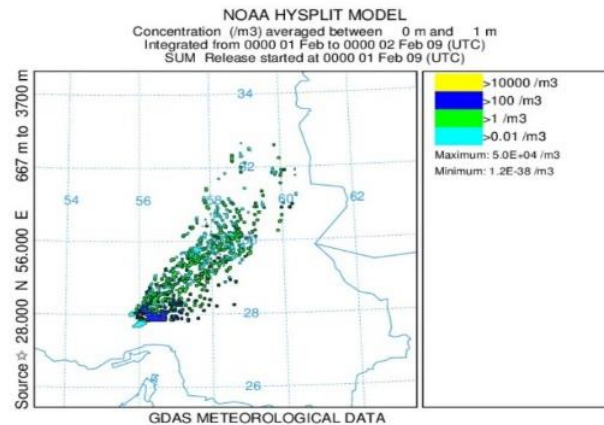 NOAA HYSPLIT MODEL
Concentration (/m3) averaged between 0 m and 1 m
Integrated from 0000 01 Feb to 0000 02 Feb 09 (UTC)
SUM Release started at 0000 01 Feb 09 (UTC)
Source ☆ 28.000 N 56.000 E 667 m to 3700 m
34
32
54
56
58
60
62
30
28
26
>10000 /m3
>100 /m3
>1 /m3
>0.01 /m3
Maximum: 5.0E+04 /m3
Minimum: 1.2E-38 /m3
GDAS METEOROLOGICAL DATA